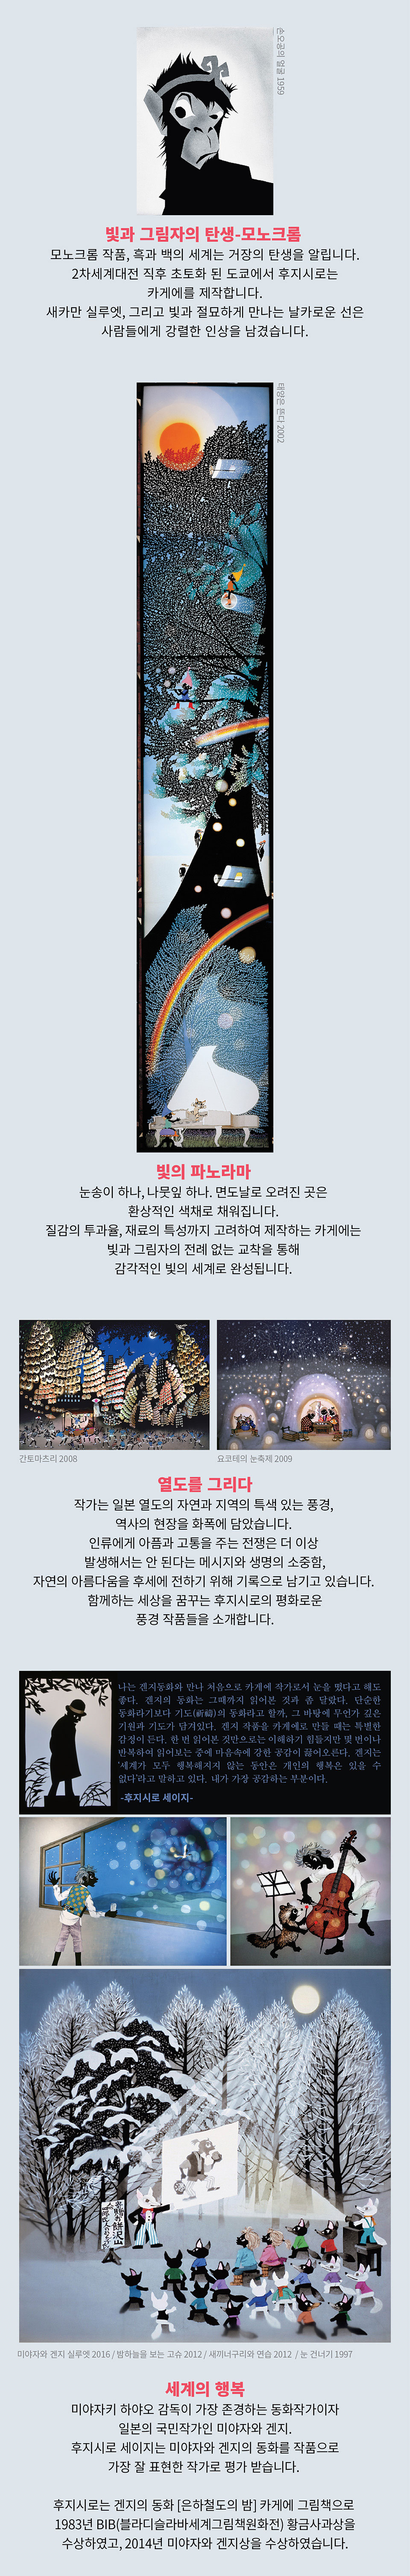 손오공의 얼굴 1959
빛과 그림자의 탄생-모노크롬
모노크롬 작품, 흑과 백의 세계는 거장의 탄생을 알립니다.
2차세계대전 직후 초토화 된 도쿄에서 후지시로는
카게에를 제작합니다.
새카만 실루엣, 그리고 빛과 절묘하게 만나는 날카로운 선은
사람들에게 강렬한 인상을 남겼습니다.
태양은 뜬다 2002
빛의 파노라마
눈송이 하나, 나뭇잎 하나. 면도날로 오려진 곳은
환상적인 색채로 채워집니다.
질감의 투과율, 재료의 특성까지 고려하여 제작하는 카게에는
빛과 그림자의 전례 없는 교착을 통해
감각적인 빛의 세계로 완성됩니다.
간토마츠리 2008
요코테의 눈축제 2009
열도를 그리다
작가는 일본 열도의 자연과 지역의 특색 있는 풍경,
역사의 현장을 화폭에 담았습니다.
인류에게 아픔과 고통을 주는 전쟁은 더 이상
발생해서는 안 된다는 메시지와 생명의 소중함,
자연의 아름다움을 후세에 전하기 위해 기록으로 남기고 있습니다.
함께하는 세상을 꿈꾸는 후지시로의 평화로운
풍경 작품들을 소개합니다.
나는 겐지동화와 만나 처음으로 카게에 작가로서 눈을 떴다고 해도
좋다. 겐지의 동화는 그때까지 읽어본 것과 좀 달랐다. 단순한
동화라기보다 기도(祈禱)의 동화라고 할까, 그 바탕에 무언가 깊은
기원과 기도가 담겨있다. 겐지 작품을 카게에로 만들 때는 특별한
감정이 든다. 한 번 읽어본 것만으로는 이해하기 힘들지만 몇 번이나
반복하여 읽어보는 중에 마음속에 강한 공감이 끓어오른다. 겐지는
'세계가 모두 행복해지지 않는 동안은 개인의 행복은 있을 수
없다'라고 말하고 있다. 내가 가장 공감하는 부분이다.
-후지시로 세이지-
미야자와 겐지 실루엣 2016 / 밤하늘을 보는 고슈 2012 / 새끼너구리와 연습 2012 / 눈 건너기 1997
세계의 행복
미야자키 하야오 감독이 가장 존경하는 동화작가이자
일본의 국민작가인 미야자와 겐지.
후지시로 세이지는 미야자와 겐지의 동화를 작품으로
가장 잘 표현한 작가로 평가 받습니다.
후지시로는 겐지의 동화 [은하철도의 밤] 카게에 그림책으로
1983년 BIB(블라디슬라바세계그림책원화전) 황금사과상을
수상하였고, 2014년 미야자와 겐지상을 수상하였습니다.